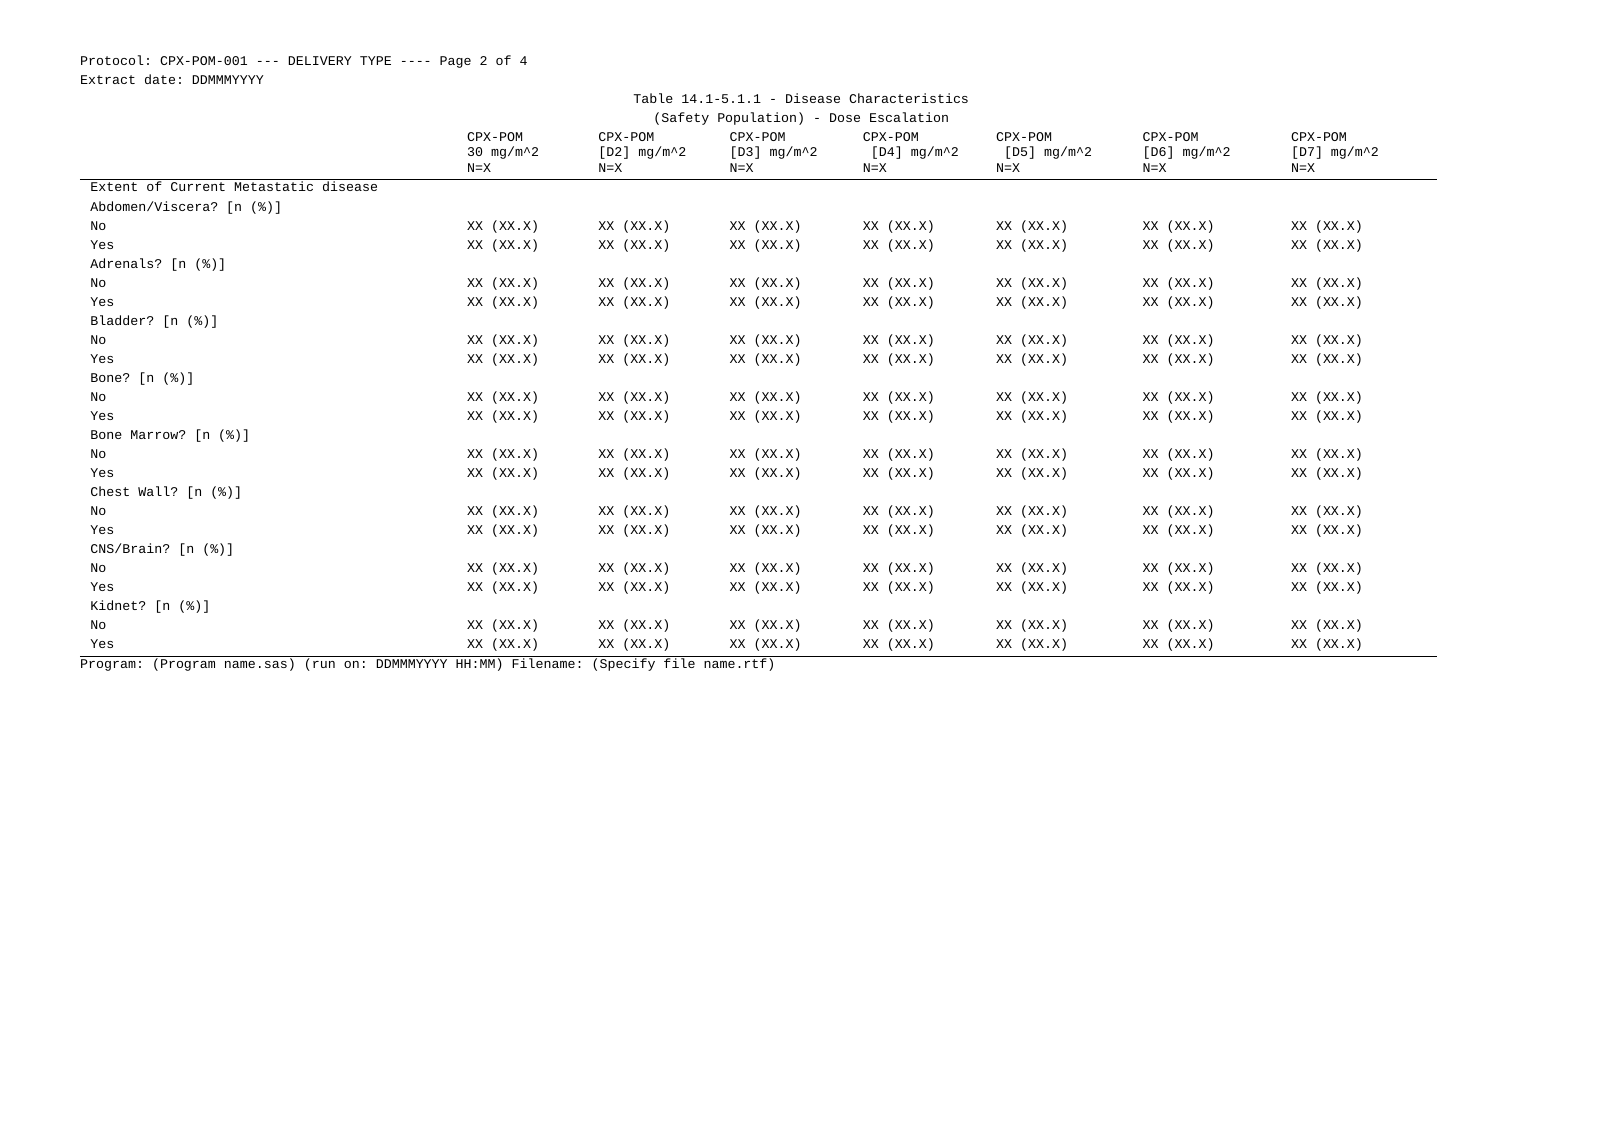 Protocol: CPX-POM-001 --- DELIVERY TYPE ---- Page 2 of 4
Extract date: DDMMMYYYY
Table 14.1-5.1.1 - Disease Characteristics
(Safety Population) - Dose Escalation
CPX-POM CPX-POM CPX-POM CPX-POM CPX-POM CPX-POM CPX-POM
30 mg/m^2 [D2] mg/m^2 [D3] mg/m^2 [D4] mg/m^2 [D5] mg/m^2 [D6] mg/m^2 [D7] mg/m^2
N=X N=X N=X N=X N=X N=X N=X
Extent of Current Metastatic disease
Abdomen/Viscera? [n (%)]
No XX (XX.X) XX (XX.X) XX (XX.X) XX (XX.X) XX (XX.X) XX (XX.X) XX (XX.X)
Yes XX (XX.X) XX (XX.X) XX (XX.X) XX (XX.X) XX (XX.X) XX (XX.X) XX (XX.X)
Adrenals? [n (%)]
No XX (XX.X) XX (XX.X) XX (XX.X) XX (XX.X) XX (XX.X) XX (XX.X) XX (XX.X)
Yes XX (XX.X) XX (XX.X) XX (XX.X) XX (XX.X) XX (XX.X) XX (XX.X) XX (XX.X)
Bladder? [n (%)]
No XX (XX.X) XX (XX.X) XX (XX.X) XX (XX.X) XX (XX.X) XX (XX.X) XX (XX.X)
Yes XX (XX.X) XX (XX.X) XX (XX.X) XX (XX.X) XX (XX.X) XX (XX.X) XX (XX.X)
Bone? [n (%)]
No XX (XX.X) XX (XX.X) XX (XX.X) XX (XX.X) XX (XX.X) XX (XX.X) XX (XX.X)
Yes XX (XX.X) XX (XX.X) XX (XX.X) XX (XX.X) XX (XX.X) XX (XX.X) XX (XX.X)
Bone Marrow? [n (%)]
No XX (XX.X) XX (XX.X) XX (XX.X) XX (XX.X) XX (XX.X) XX (XX.X) XX (XX.X)
Yes XX (XX.X) XX (XX.X) XX (XX.X) XX (XX.X) XX (XX.X) XX (XX.X) XX (XX.X)
Chest Wall? [n (%)]
No XX (XX.X) XX (XX.X) XX (XX.X) XX (XX.X) XX (XX.X) XX (XX.X) XX (XX.X)
Yes XX (XX.X) XX (XX.X) XX (XX.X) XX (XX.X) XX (XX.X) XX (XX.X) XX (XX.X)
CNS/Brain? [n (%)]
No XX (XX.X) XX (XX.X) XX (XX.X) XX (XX.X) XX (XX.X) XX (XX.X) XX (XX.X)
Yes XX (XX.X) XX (XX.X) XX (XX.X) XX (XX.X) XX (XX.X) XX (XX.X) XX (XX.X)
Kidnet? [n (%)]
No XX (XX.X) XX (XX.X) XX (XX.X) XX (XX.X) XX (XX.X) XX (XX.X) XX (XX.X)
Yes XX (XX.X) XX (XX.X) XX (XX.X) XX (XX.X) XX (XX.X) XX (XX.X) XX (XX.X)
Program: (Program name.sas) (run on: DDMMMYYYY HH:MM) Filename: (Specify file name.rtf)